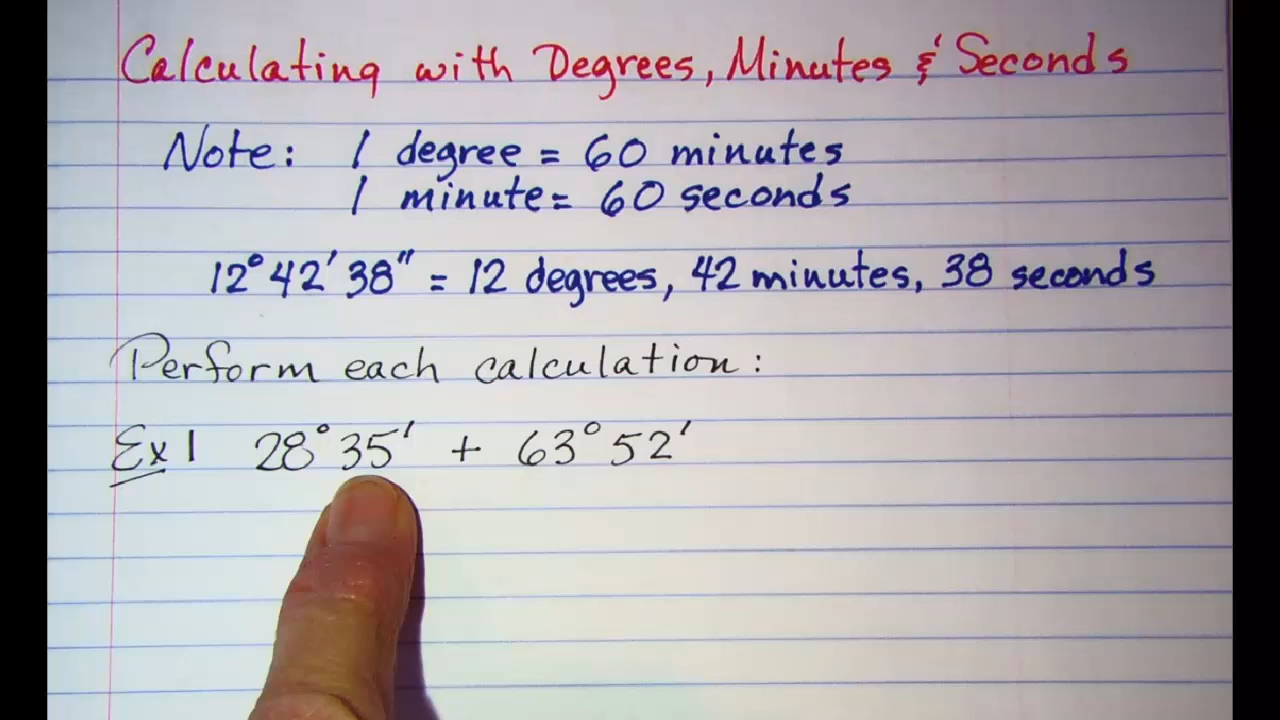 Calculating with Degrees, Minutes & Seconds
Note: 1 degree = 60 minutes
1 minute = 60 seconds
12° 42' 38" = 12 degrees, 42 minutes, 38 seconds
Perform each calculation:
Ex 1 28° 35' + 63° 52'